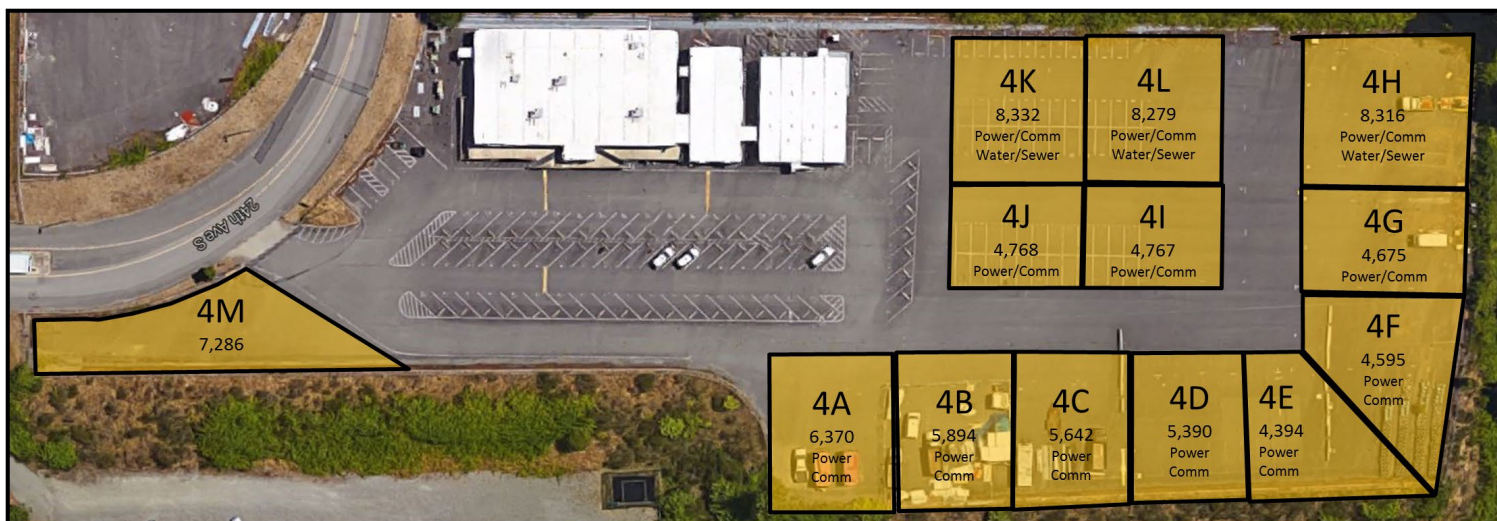 4K
8,332
Power/Comm
Water/Sewer
4L
8,279
Power/Comm
Water/Sewer
4H
8,316
Power/Comm
Water/Sewer
4J
4,768
Power/Comm
4I
4,767
Power/Comm
4G
4,675
Power/Comm
24th Ave S
4M
7,286
4F
4,595
Power
Comm
4A
6,370
Power
Comm
4B
5,894
Power
Comm
4C
5,642
Power
Comm
4D
5,390
Power
Comm
4E
4,394
Power
Comm